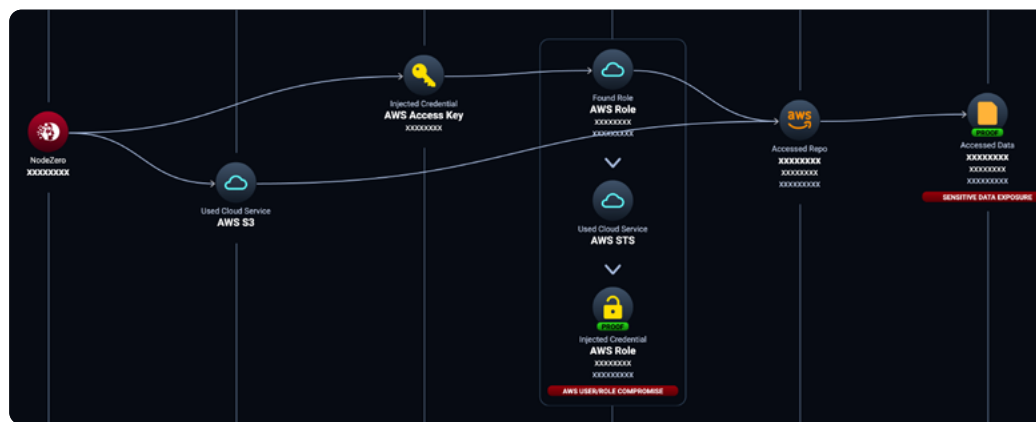 NodeZero
XXXXXXXX
Used Cloud Service
AWS S3
Injected Credential
AWS Access Key
XXXXXXXX
Found Role
AWS Role
XXXXXXXX
XXXXXXXXX
Used Cloud Service
AWS STS
PROOF
Injected Credential
AWS Role
XXXXXXXX
XXXXXXXXX
AWS USER/ROLE COMPROMISE
aws
Accessed Repo
XXXXXXXX
XXXXXXXX
XXXXXXXXX
PROOF
Accessed Data
XXXXXXXX
XXXXXXXX
XXXXXXXXX
SENSITIVE DATA EXPOSURE